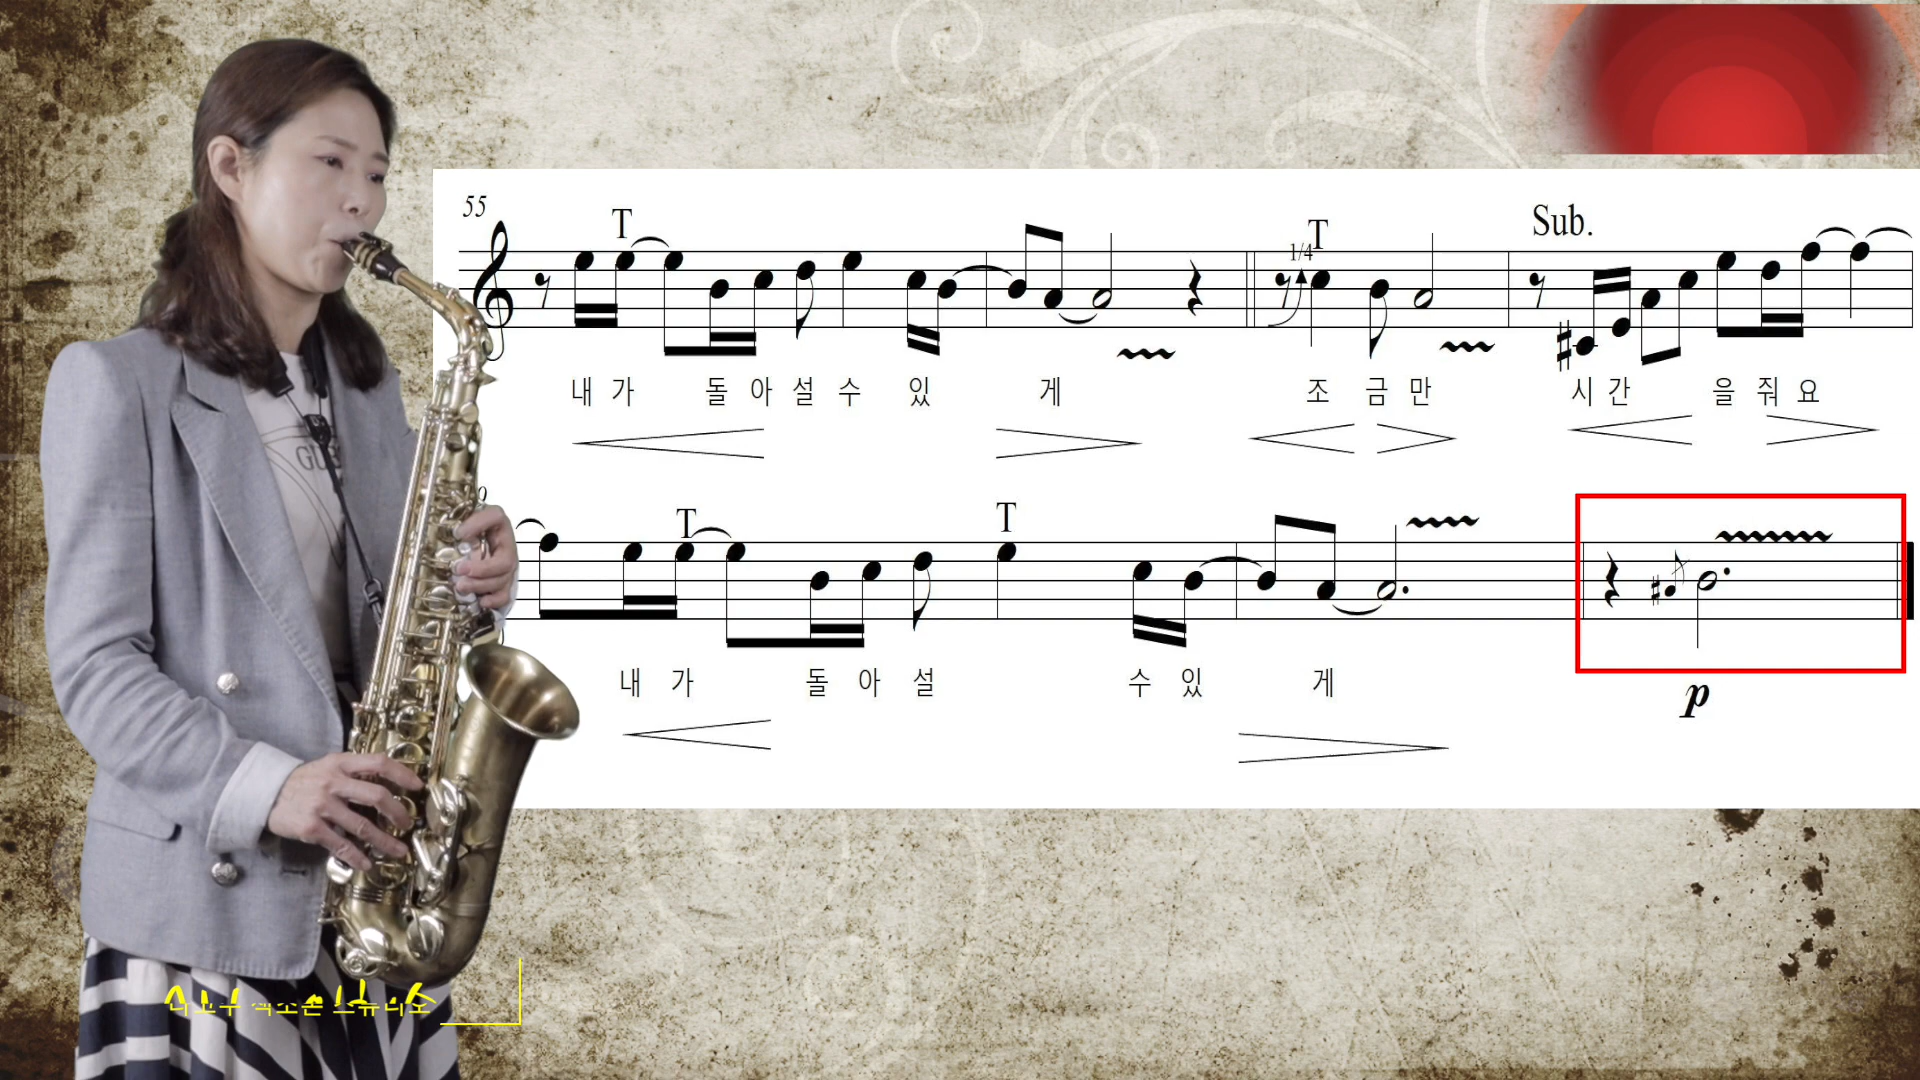 55
T
T
1/4
Sub.
내 가 돌 아 설 수 있 게 조 금 만 시 간 을 줘 요
T
T
내 가 돌 아 설 수 있 게
p